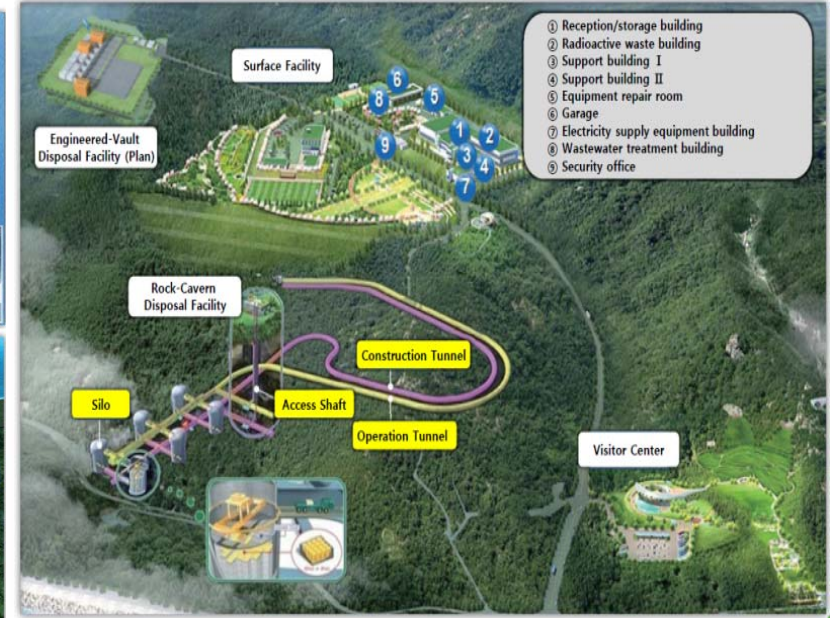 Surface Facility
Engineered-Vault
Disposal Facility (Plan)
① Reception/storage building
② Radioactive waste building
③ Support building Ⅰ
④ Support building Ⅱ
⑤ Equipment repair room
⑥ Garage
⑦ Electricity supply equipment building
⑧ Wastewater treatment building
⑨ Security office
6
8
5
1
2
9
3
4
7
Rock-Cavern
Disposal Facility
Construction Tunnel
Silo
Access Shaft
Operation Tunnel
Visitor Center